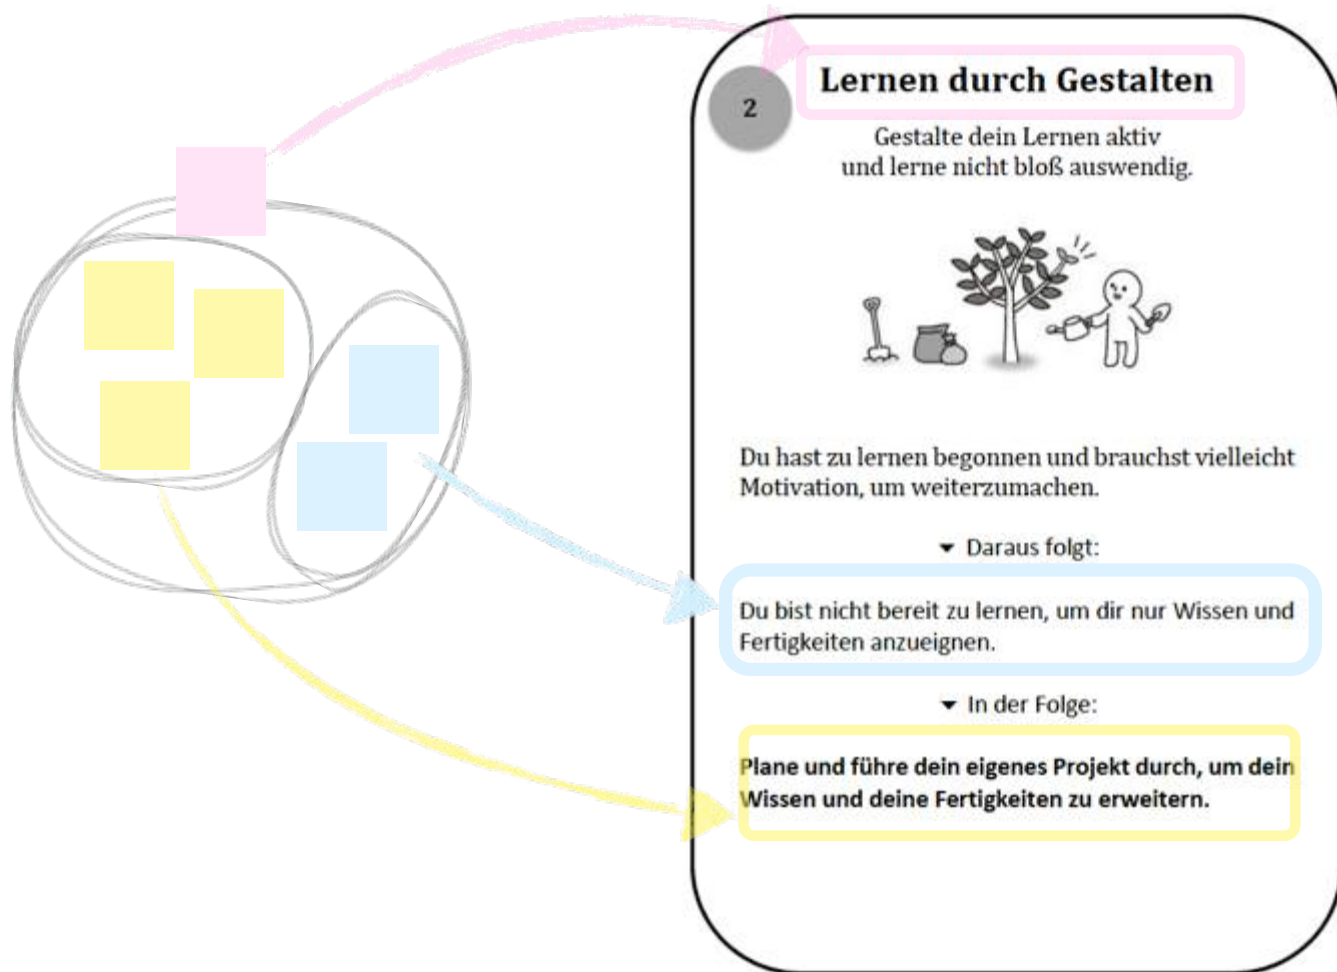 2
Lernen durch Gestalten
Gestalte dein Lernen aktiv
und lerne nicht bloß auswendig.
Du hast zu lernen begonnen und brauchst vielleicht
Motivation, um weiterzumachen.
Daraus folgt:
Du bist nicht bereit zu lernen, um dir nur Wissen und
Fertigkeiten anzueignen.
In der Folge:
Plane und führe dein eigenes Projekt durch, um dein
Wissen und deine Fertigkeiten zu erweitern.